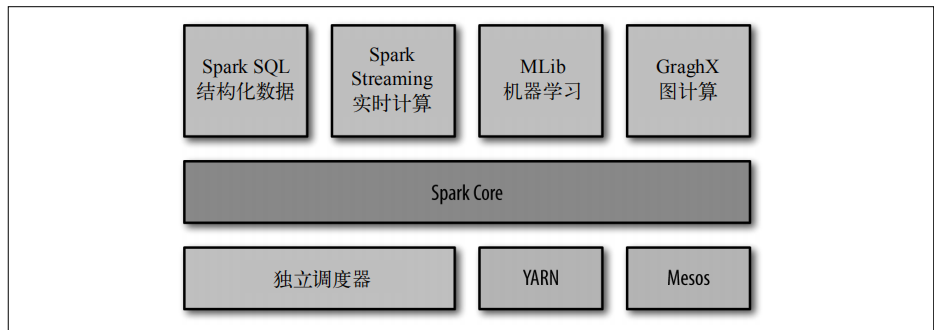 Spark SQL
结构化数据
Spark
Streaming
实时计算
MLib
机器学习
GraghX
图计算
Spark Core
独立调度器
YARN
Mesos